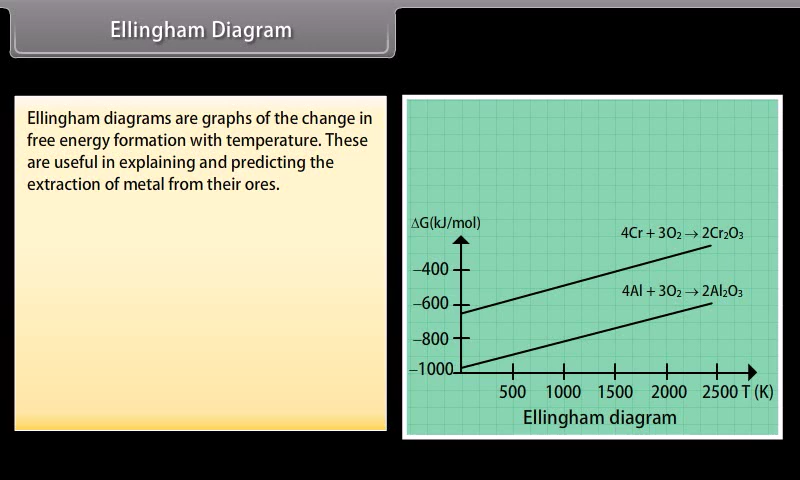 Ellingham Diagram
Ellingham diagrams are graphs of the change in
free energy formation with temperature. These
are useful in explaining and predicting the
extraction of metal from their ores.
ΔG(kJ/mol)
4Cr + 3O₂ → 2Cr₂O₃
−400
4Al + 3O₂ → 2Al₂O₃
−600
−800
−1000
500 1000 1500 2000 2500 T (K)
Ellingham diagram